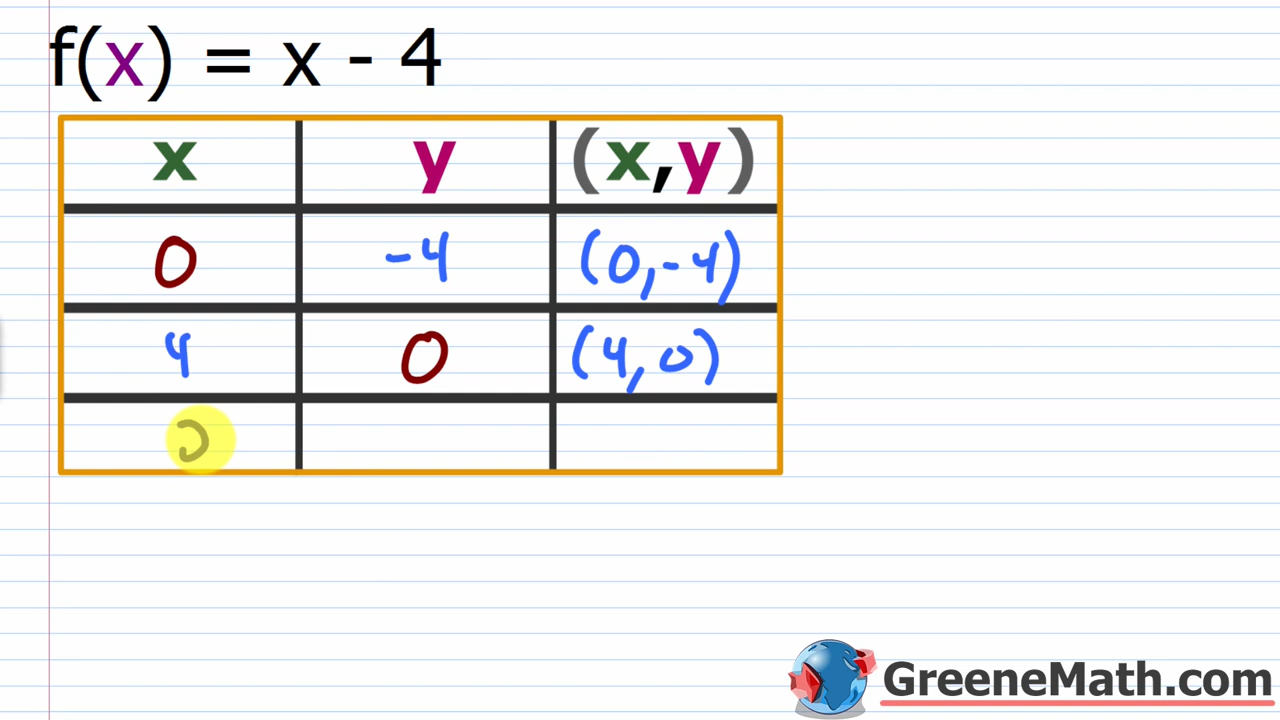 f(x) = x - 4
x y (x,y)
0 -4 (0,-4)
4 0 (4,0)
GreeneMath.com